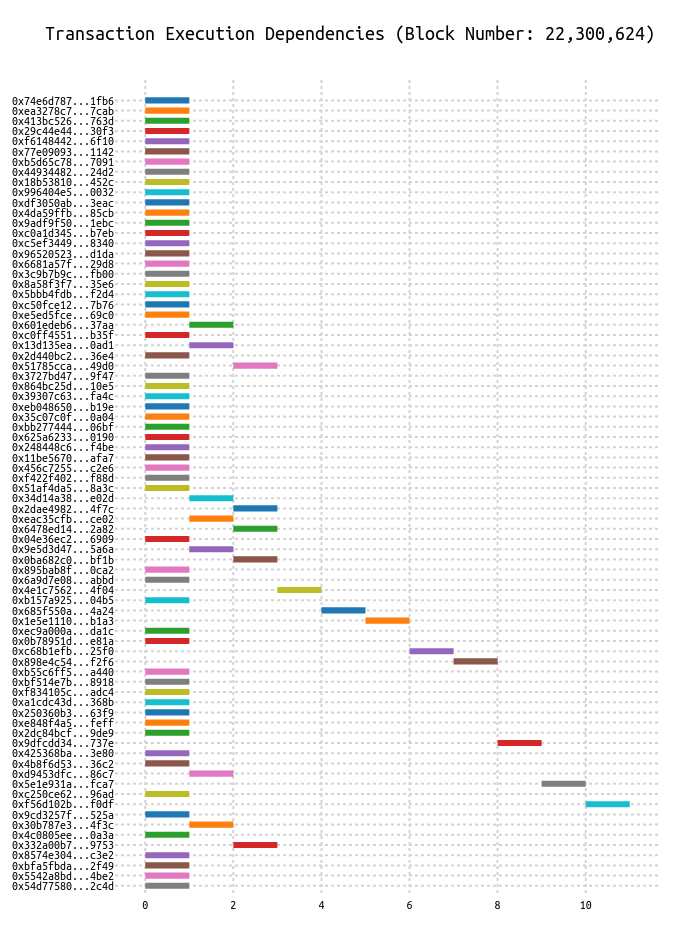 Transaction Execution Dependencies (Block Number: 22,300,624)
0x74e6d787...1fb6
0xea3278c7...7cab
0x413bc526...763d
0x29c44e44...30f3
0xf6148442...6f10
0x77e09093...1142
0xb5d65c78...7091
0x44934482...24d2
0x18b53810...452c
0x996404e5...0032
0xdf3050ab...3eac
0x4da59ffb...85cb
0x9adf9f50...1ebc
0xc0a1d345...b7eb
0xc5ef3449...8340
0x96520523...d1da
0x6681a57f...29d8
0x3c9b7b9c...fb00
0x8a58f3f7...35e6
0x5bbb4fdb...f2d4
0xc50fce12...7b76
0xe5ed5fce...69c0
0x601edeb6...37aa
0xc0ff4551...b35f
0x13d135ea...0ad1
0x2d440bc2...36e4
0x51785cca...49d0
0x3727bd47...9f47
0x864bc25d...10e5
0x39307c63...fa4c
0xeb048650...b19e
0x35c07c0f...0a04
0xbb277444...06bf
0x625a6233...0190
0x248448c6...f4be
0x11be5670...afa7
0x456c7255...c2e6
0xf422f402...f88d
0x51af4da5...8a3c
0x34d14a38...e02d
0x2dae4982...4f7c
0xeac35cfb...ce02
0x6478ed14...2a82
0x04e36ec2...6909
0x9e5d3d47...5a6a
0x0ba682c0...bf1b
0x895bab8f...0ca2
0x6a9d7e08...abbd
0x4e1c7562...4f04
0xb157a925...04b5
0x685f550a...4a24
0x1e5e1110...b1a3
0xec9a000a...da1c
0x0b78951d...e81a
0xc68b1efb...25f0
0x898e4c54...f2f6
0xb55c6ff5...a440
0xbf514e7b...8918
0xf834105c...adc4
0xa1cdc43d...368b
0x250360b3...63f9
0xe848f4a5...feff
0x2dc84bcf...9de9
0x9dfcdd34...737e
0x425368ba...3e80
0x4b8f6d53...36c2
0xd9453dfc...86c7
0x5e1e931a...fca7
0xc250ce62...96ad
0xf56d102b...f0df
0x9cd3257f...525a
0x30b787e3...4f3c
0x4c0805ee...0a3a
0x332a00b7...9753
0x8574e304...c3e2
0xbfa5fbda...2f49
0x5542a8bd...4be2
0x54d77580...2c4d
0 2 4 6 8 10